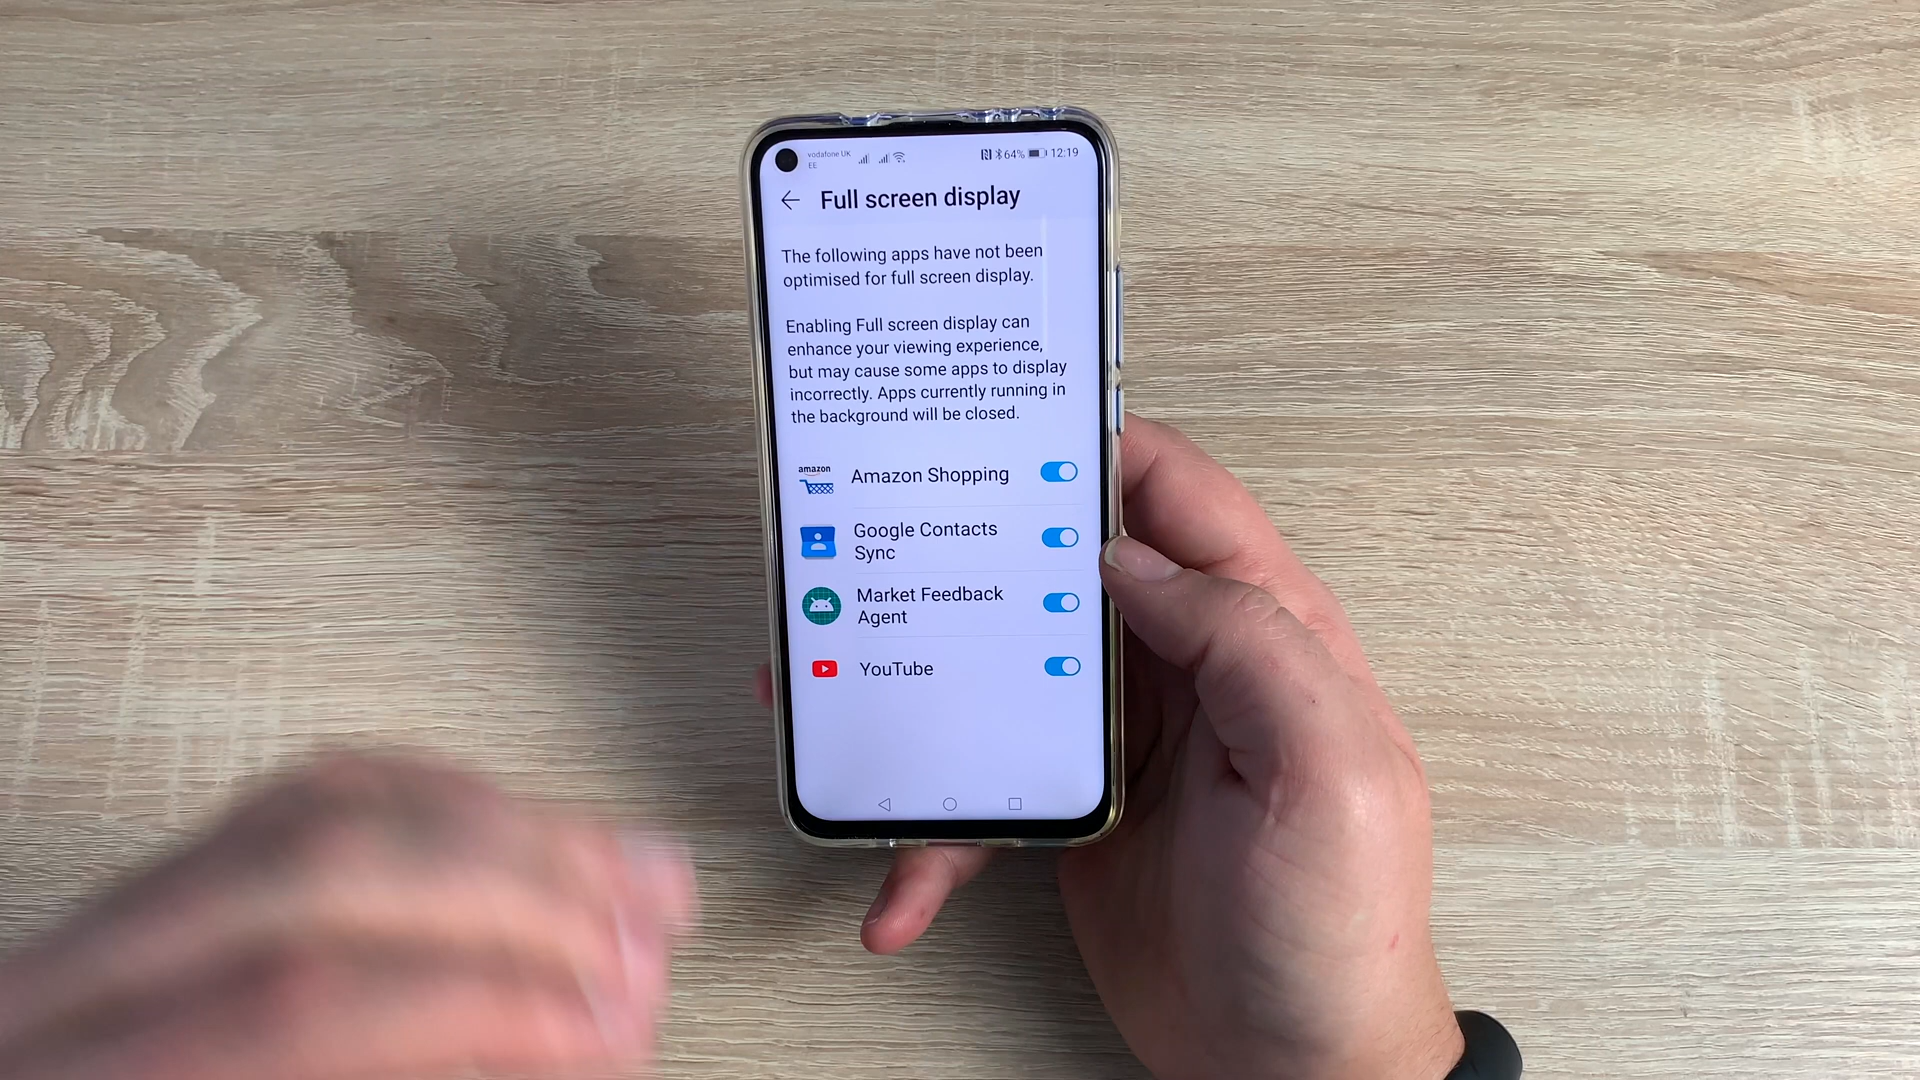 vodafone UK
EE
64% 12:19
Full screen display
The following apps have not been
optimised for full screen display.
Enabling Full screen display can
enhance your viewing experience,
but may cause some apps to display
incorrectly. Apps currently running in
the background will be closed.
amazon
Amazon Shopping
Google Contacts
Sync
Market Feedback
Agent
YouTube